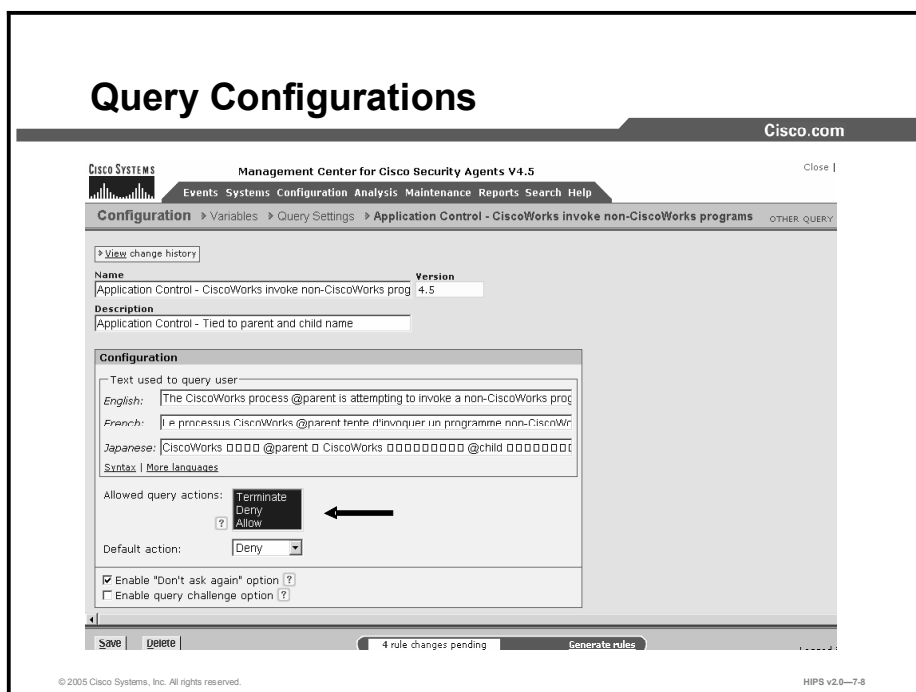 Query Configurations
Cisco.com
CISCO SYSTEMS
Management Center for Cisco Security Agents V4.5
Close |
Events Systems Configuration Analysis Maintenance Reports Search Help
Configuration > Variables > Query Settings > Application Control - CiscoWorks invoke non-CiscoWorks programs OTHER QUERY
> View change history
Name Version
Application Control - CiscoWorks invoke non-CiscoWorks prog 4.5
Description
Application Control - Tied to parent and child name
Configuration
Text used to query user
English: The CiscoWorks process @parent is attempting to invoke a non-CiscoWorks prog
French: Le processus CiscoWorks @parent tente d'invoquer un programme non-CiscoWo
Japanese: CiscoWorks □□□□ @parent □ CiscoWorks □□□□□□□□□ @child □□□□□□□
Syntax | More languages
Allowed query actions: Terminate
Deny
? Allow
Default action: Deny
Enable "Don't ask again" option ?
Enable query challenge option ?
Save Delete 4 rule changes pending Generate rules
© 2005 Cisco Systems, Inc. All rights reserved. HIPS v2.0—7-8